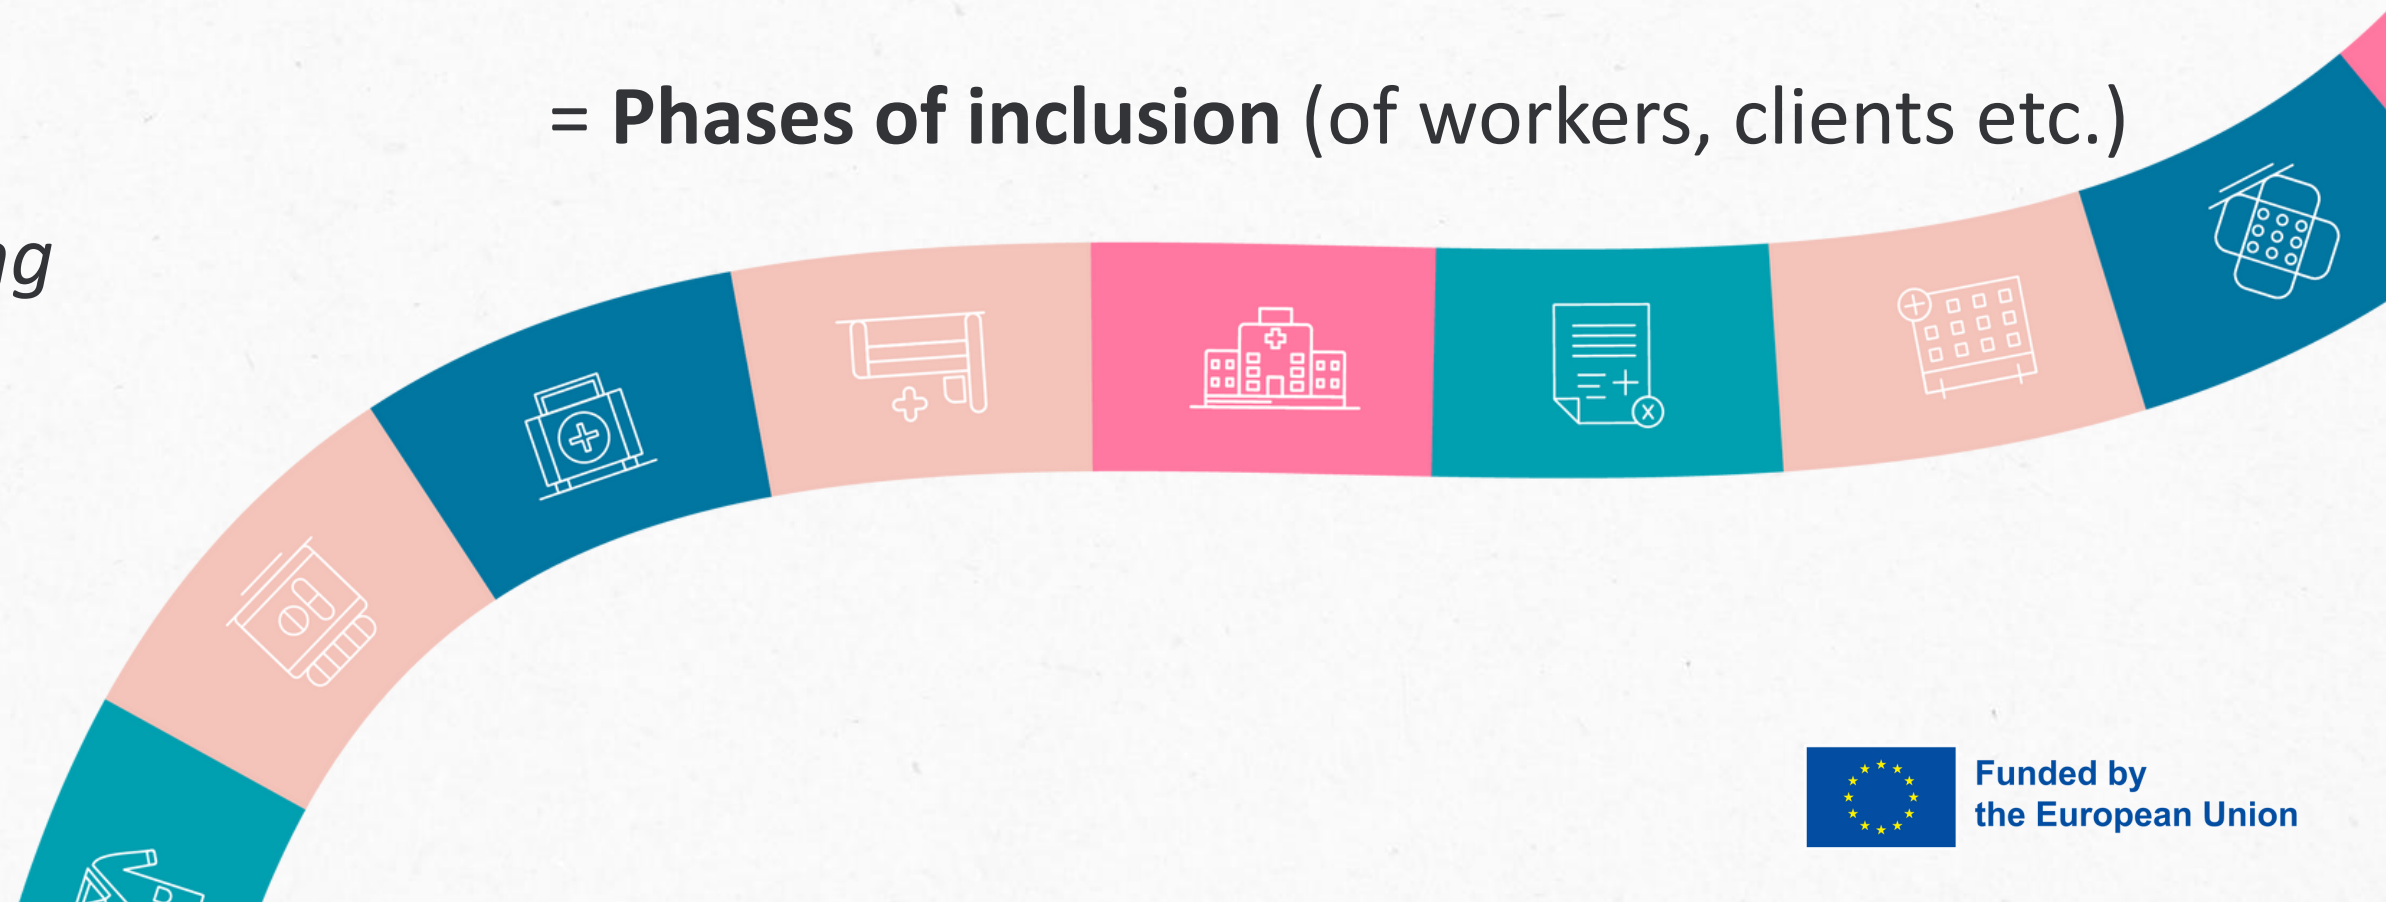 = Phases of inclusion (of workers, clients etc.)
Funded by
the European Union